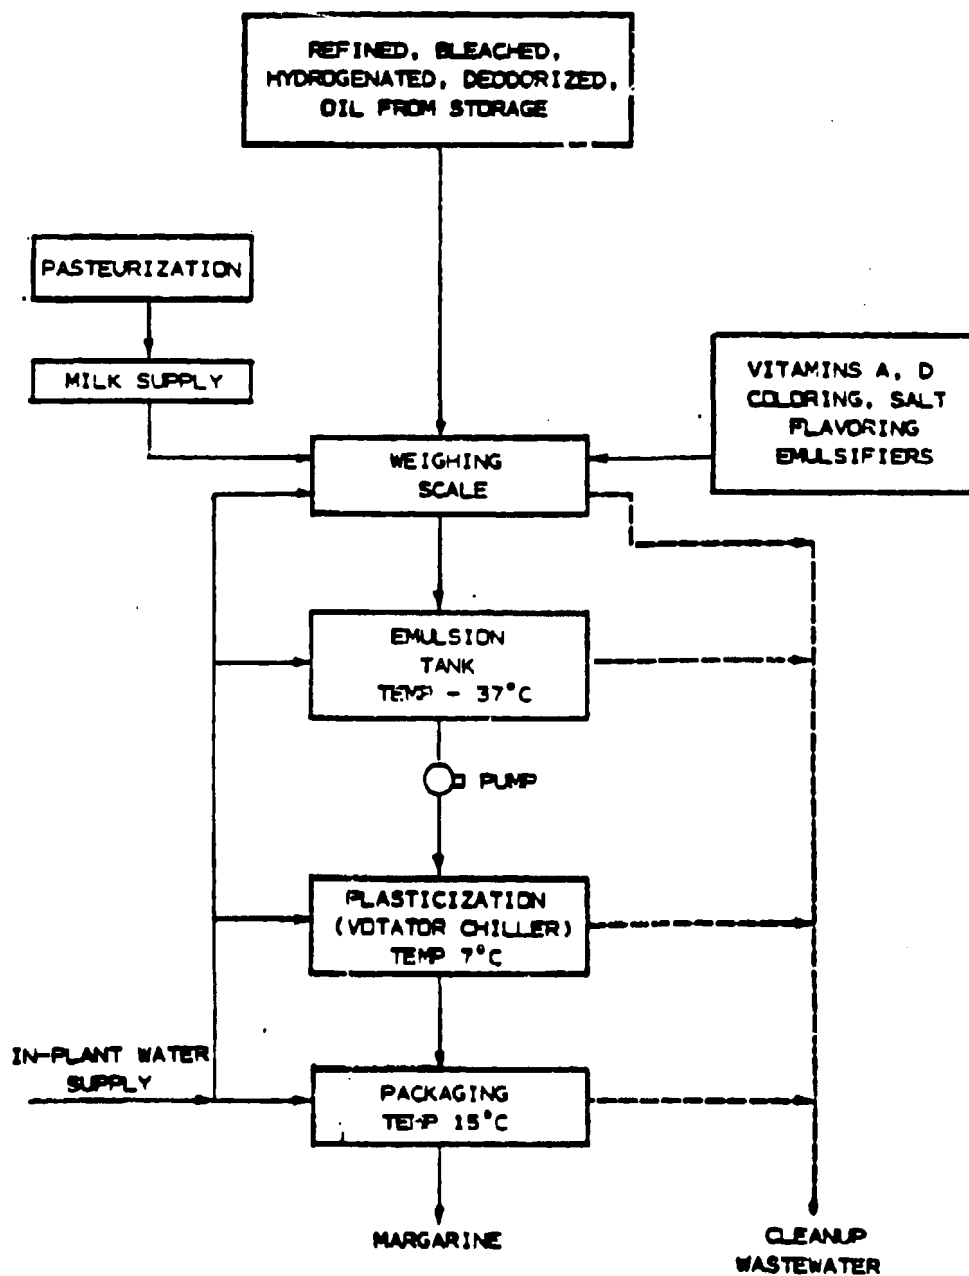 REFINED, BLEACHED,
HYDROGENATED, DEODORIZED,
OIL FROM STORAGE
PASTEURIZATION
MILK SUPPLY
VITAMINS A, D
COLORING, SALT
FLAVORING
EMULSIFIERS
WEIGHING
SCALE
EMULSION
TANK
TEMP - 37°C
PUMP
PLASTICIZATION
(VOTATOR CHILLER)
TEMP 7°C
IN-PLANT WATER
SUPPLY
PACKAGING
TEMP 15°C
MARGARINE
CLEANUP
WASTEWATER